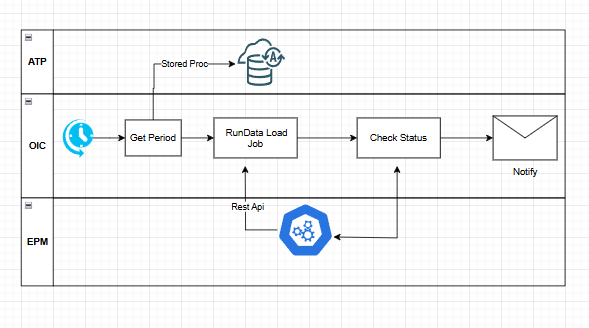 ATP
Stored Proc
A
OIC
Get Period
RunData Load
Job
Check Status
Notify
Rest Api
EPM